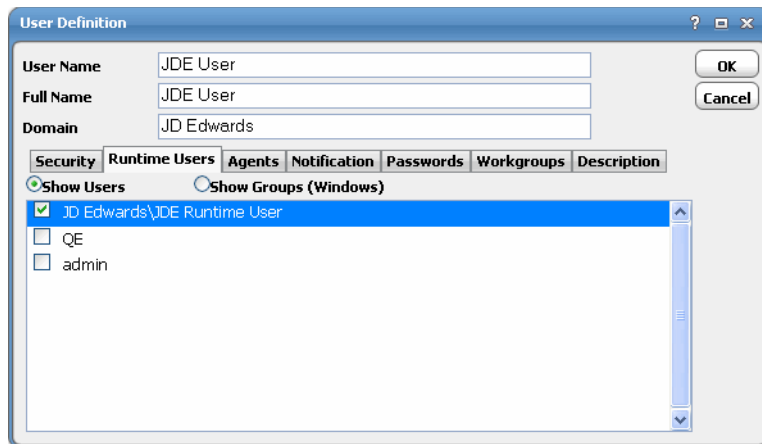 User Definition
User Name JDE User
OK
Full Name JDE User
Cancel
Domain JD Edwards
Security Runtime Users Agents Notification Passwords Workgroups Description
Show Users Show Groups (Windows)
JD Edwards\JDE Runtime User
QE
admin